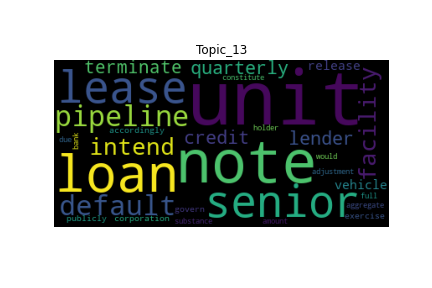 Topic_13
terminate quarterly release
lease unit constitute
pipeline facility
accordingly credit holder lender
due bank intend note would
loan adjustment
vehicle
default senior full
govern aggregate
publicly corporation substance amount exercise